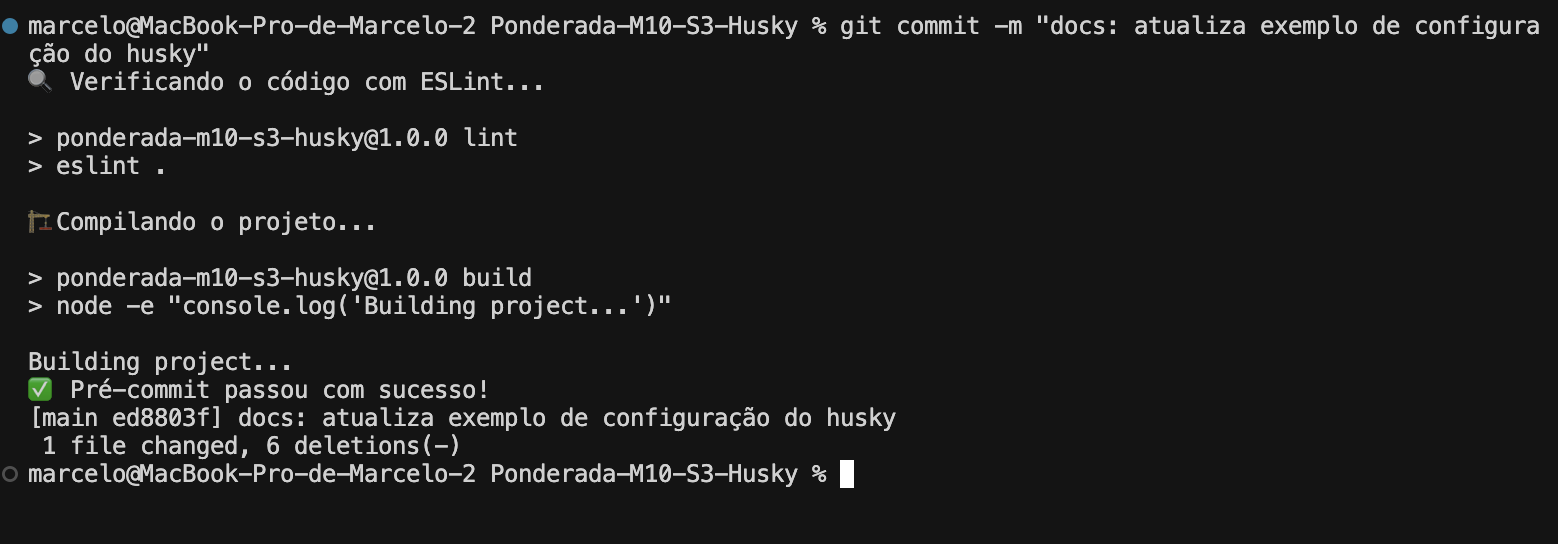 marcelo@MacBook-Pro-de-Marcelo-2 Ponderada-M10-S3-Husky % git commit -m "docs: atualiza exemplo de configura
ção do husky"
🔍 Verificando o código com ESLint...
> ponderada-m10-s3-husky@1.0.0 lint
> eslint .
🏗️Compilando o projeto...
> ponderada-m10-s3-husky@1.0.0 build
> node -e "console.log('Building project...')"
Building project...
✅ Pré-commit passou com sucesso!
[main ed8803f] docs: atualiza exemplo de configuração do husky
 1 file changed, 6 deletions(-)
marcelo@MacBook-Pro-de-Marcelo-2 Ponderada-M10-S3-Husky %